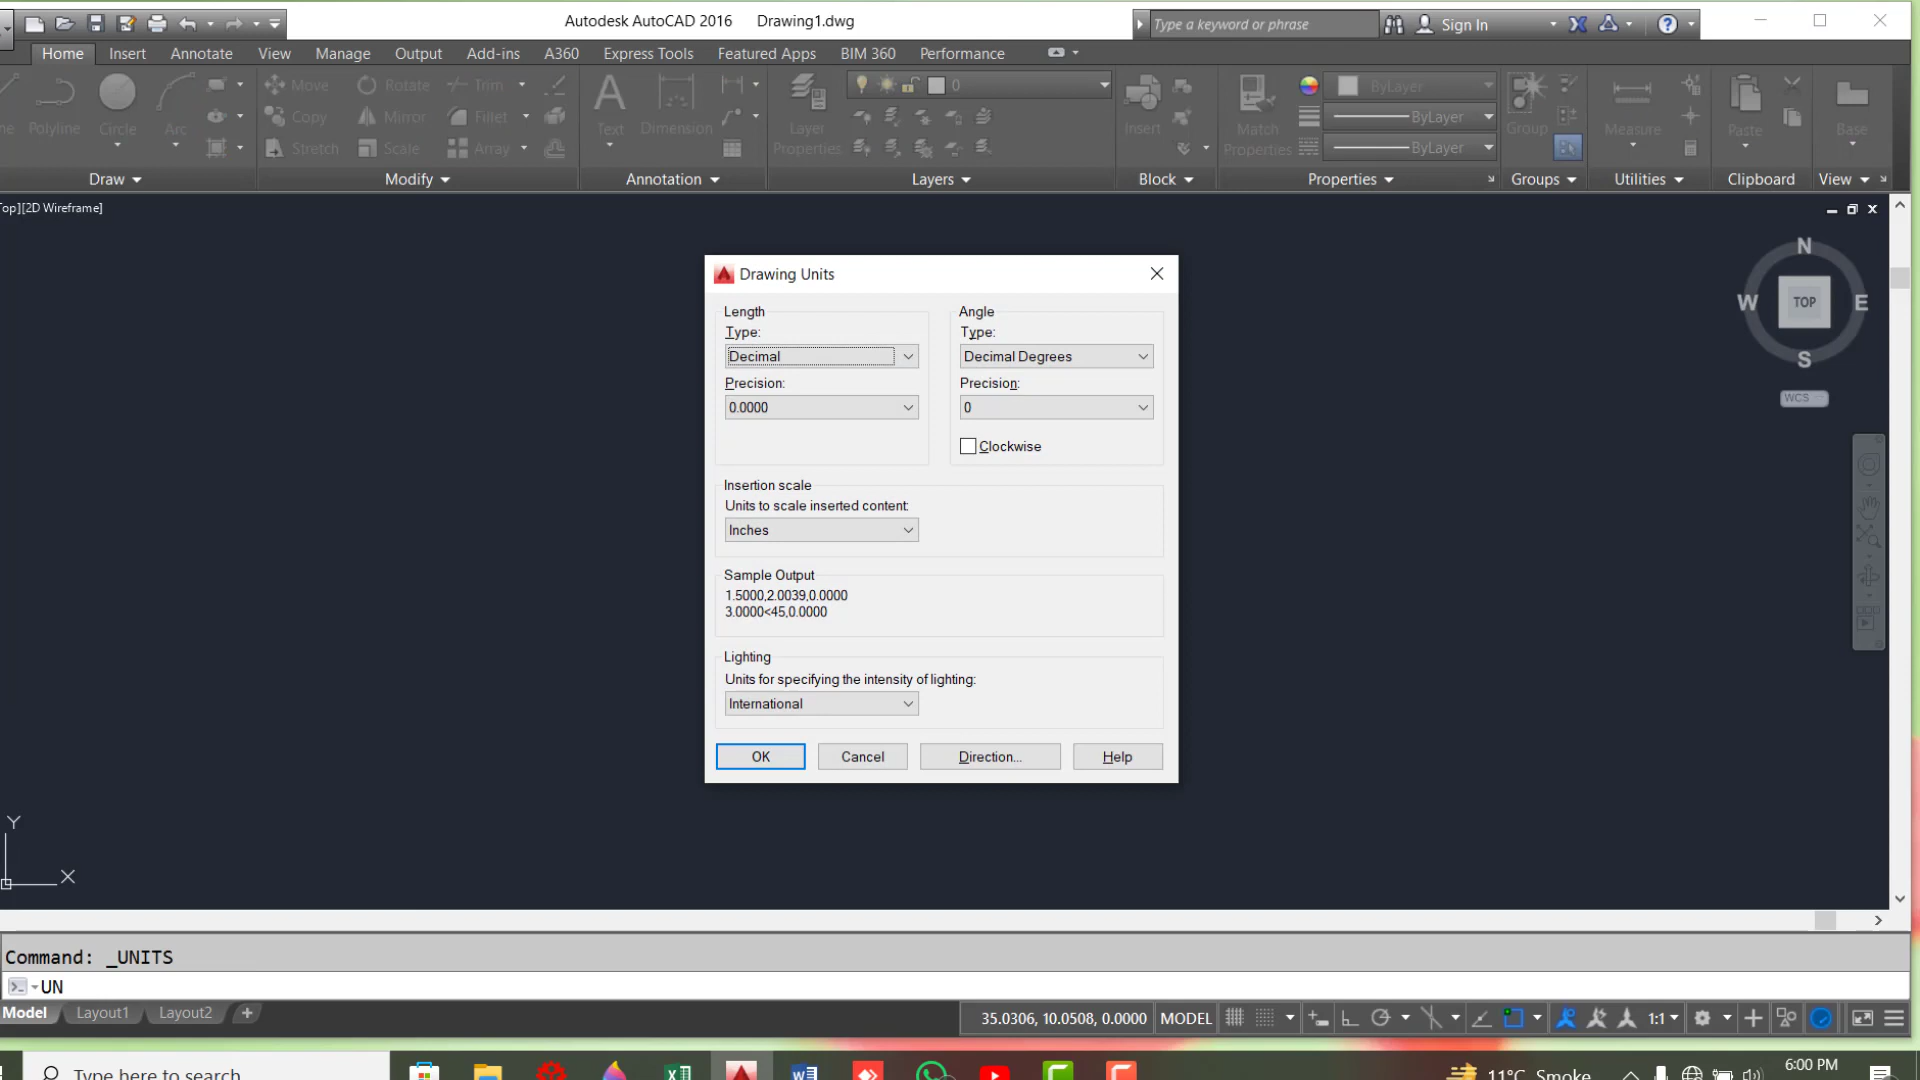 Autodesk AutoCAD 2016 Drawing1.dwg
Type a keyword or phrase
Sign In
Home Insert Annotate View Manage Output Add-ins A360 Express Tools Featured Apps BIM 360 Performance
Polyline
Circle
Arc
Move
Copy
Stretch
Rotate
Mirror
Scale
Trim
Fillet
Array
Text
Dimension
Layer
Properties
0
Insert
Match
Properties
ByLayer
ByLayer
ByLayer
Group
Measure
Paste
Base
Draw Modify Annotation Layers Block Properties Groups Utilities Clipboard View
][2D Wireframe]
N
W TOP E
S
WCS
Drawing Units
Length
Type:
Decimal
Precision:
0.0000
Angle
Type:
Decimal Degrees
Precision:
0
Clockwise
Insertion scale
Units to scale inserted content:
Inches
Sample Output
1.5000,2.0039,0.0000
3.0000<45,0.0000
Lighting
Units for specifying the intensity of lighting:
International
OK Cancel Direction... Help
Y
X
Command: _UNITS
UN
Model Layout1 Layout2 +
35.0306, 10.0508, 0.0000 MODEL
1:1
Type here to search
11°C Smoke
6:00 PM